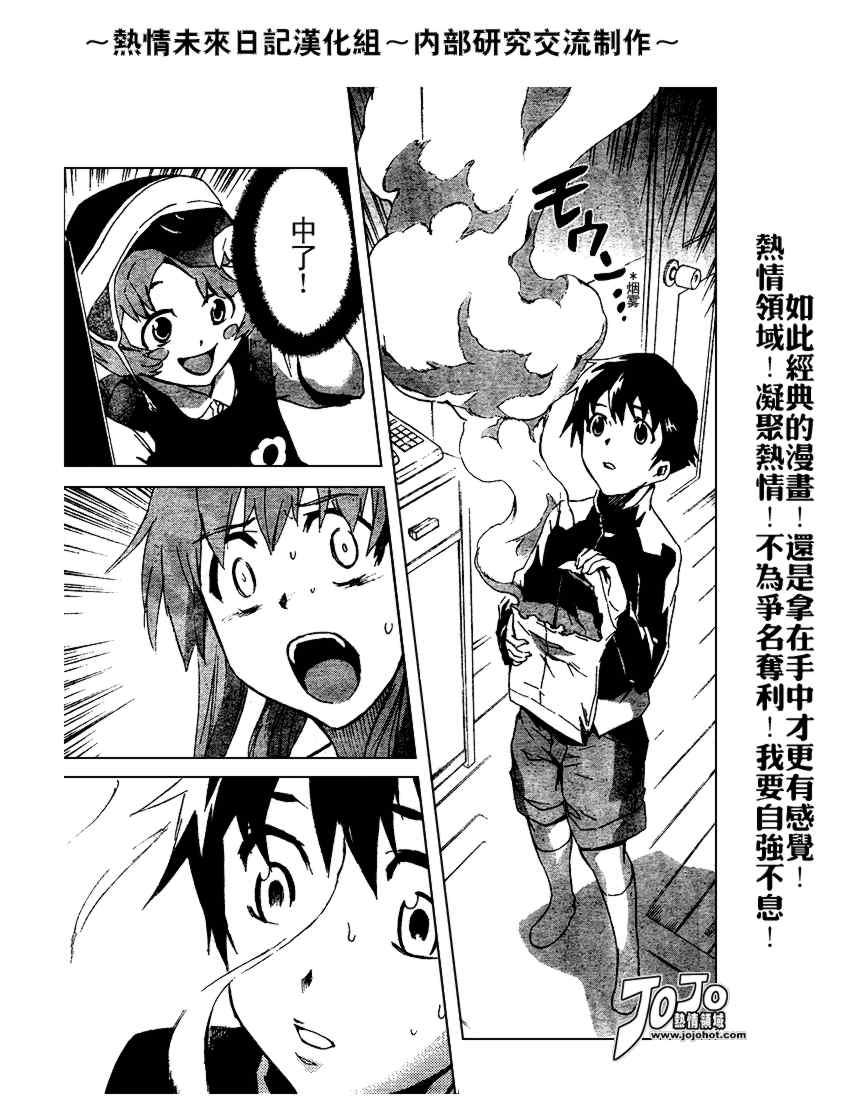 ～熱情未來日記漢化組～内部研究交流制作～
モウン…
*烟雾
中了！
如此經典的漫畫！還是拿在手中才更有感覺！
熱情領域！凝聚熱情！不為爭名奪利！我要自強不息！
JOJO
熱情領域
www.jojohot.com